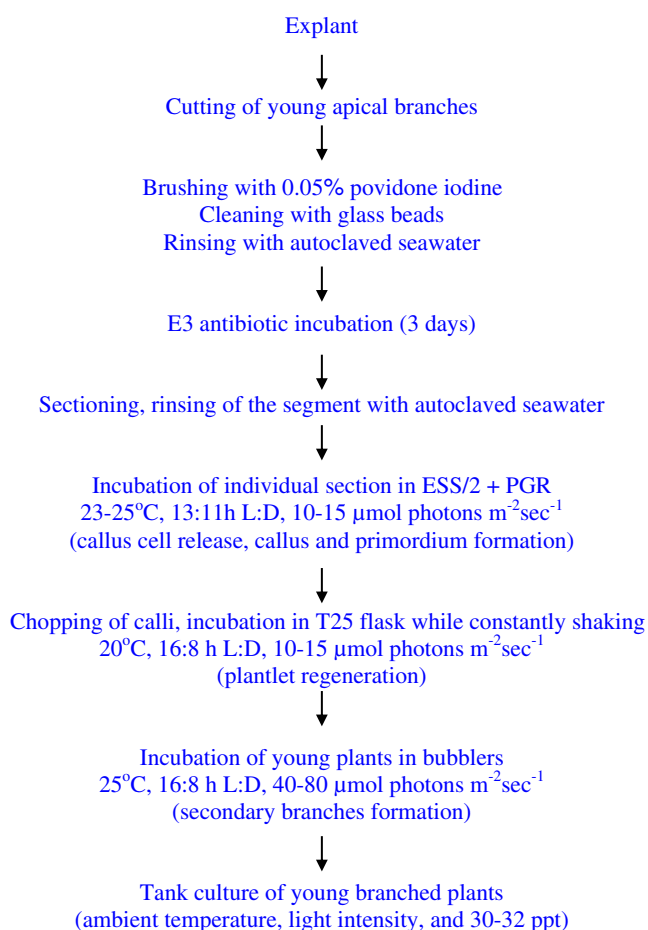 Explant
Cutting of young apical branches
Brushing with 0.05% povidone iodine
Cleaning with glass beads
Rinsing with autoclaved seawater
E3 antibiotic incubation (3 days)
Sectioning, rinsing of the segment with autoclaved seawater
Incubation of individual section in ESS/2 + PGR
23-25°C, 13:11h L:D, 10-15 μmol photons m⁻²sec⁻¹
(callus cell release, callus and primordium formation)
Chopping of calli, incubation in T25 flask while constantly shaking
20°C, 16:8 h L:D, 10-15 μmol photons m⁻²sec⁻¹
(plantlet regeneration)
Incubation of young plants in bubblers
25°C, 16:8 h L:D, 40-80 μmol photons m⁻²sec⁻¹
(secondary branches formation)
Tank culture of young branched plants
(ambient temperature, light intensity, and 30-32 ppt)